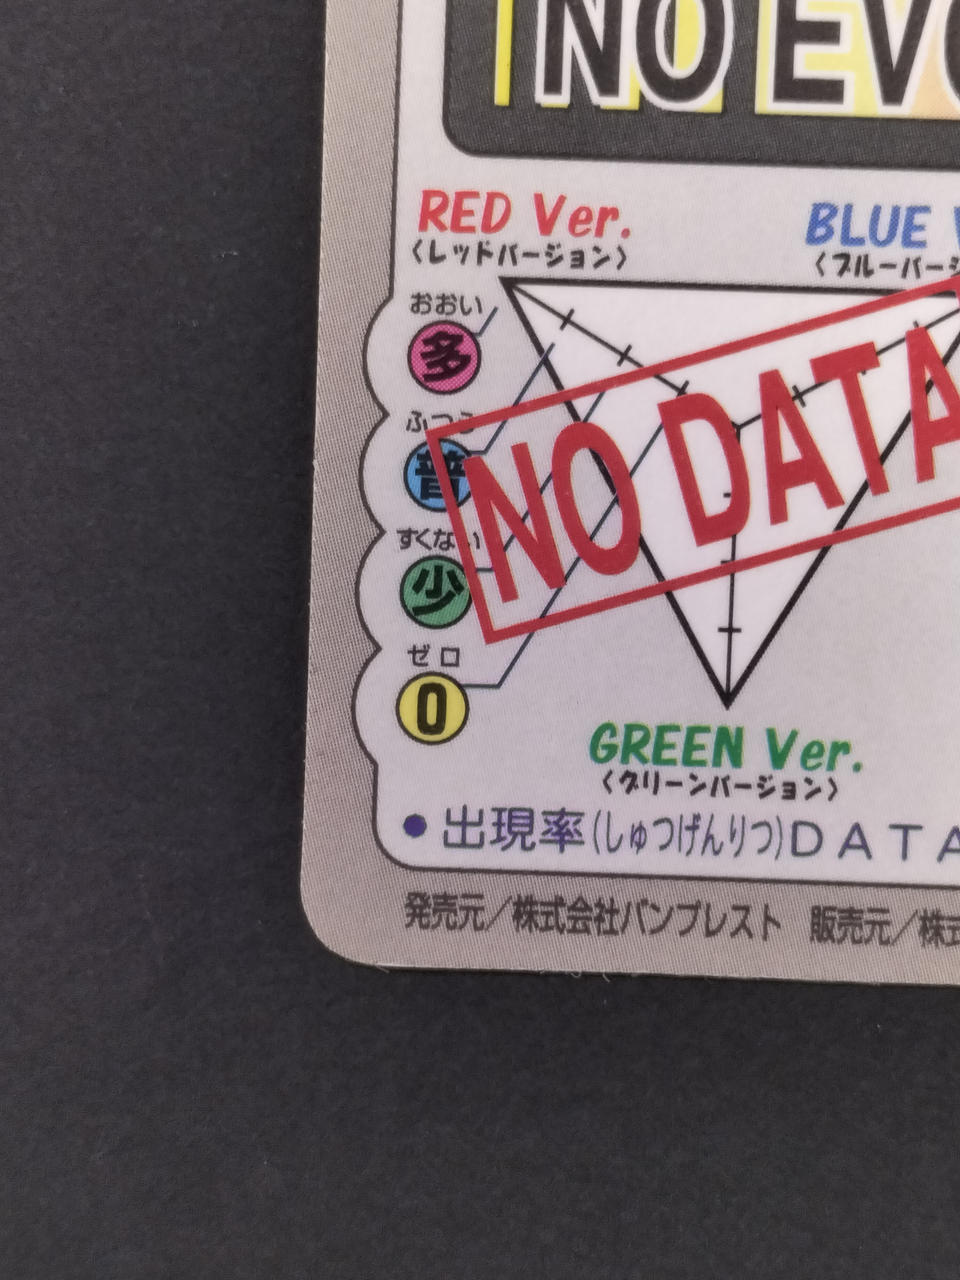 NO EVO
RED Ver.
〈レッドバージョン〉
BLUE V
〈ブルーバージ
おおい
多
ふつう
普
NO DATA
すくない
少
ゼロ
0
GREEN Ver.
〈グリーンバージョン〉
●出現率(しゅつげんりつ)DATA
発売元／株式会社バンプレスト 販売元／株式